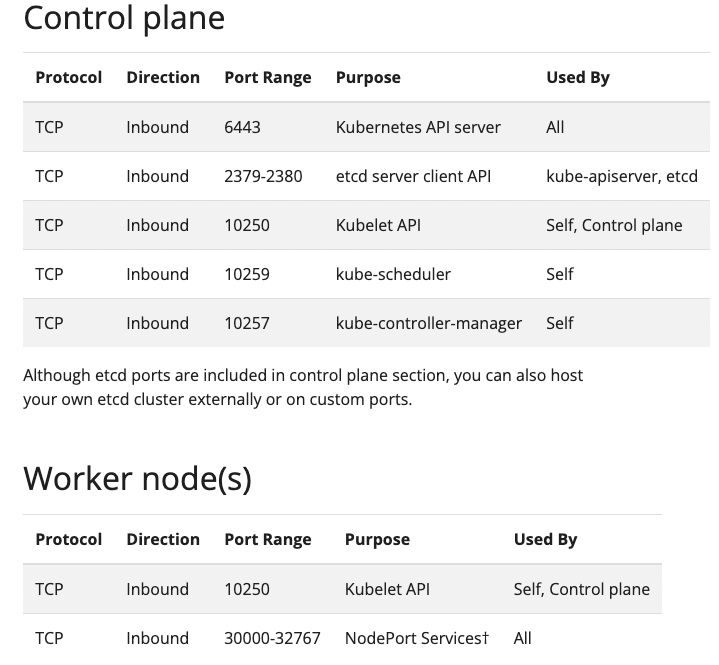 Control plane
Protocol Direction Port Range Purpose Used By
TCP Inbound 6443 Kubernetes API server All
TCP Inbound 2379-2380 etcd server client API kube-apiserver, etcd
TCP Inbound 10250 Kubelet API Self, Control plane
TCP Inbound 10259 kube-scheduler Self
TCP Inbound 10257 kube-controller-manager Self
Although etcd ports are included in control plane section, you can also host
your own etcd cluster externally or on custom ports.
Worker node(s)
Protocol Direction Port Range Purpose Used By
TCP Inbound 10250 Kubelet API Self, Control plane
TCP Inbound 30000-32767 NodePort Services† All